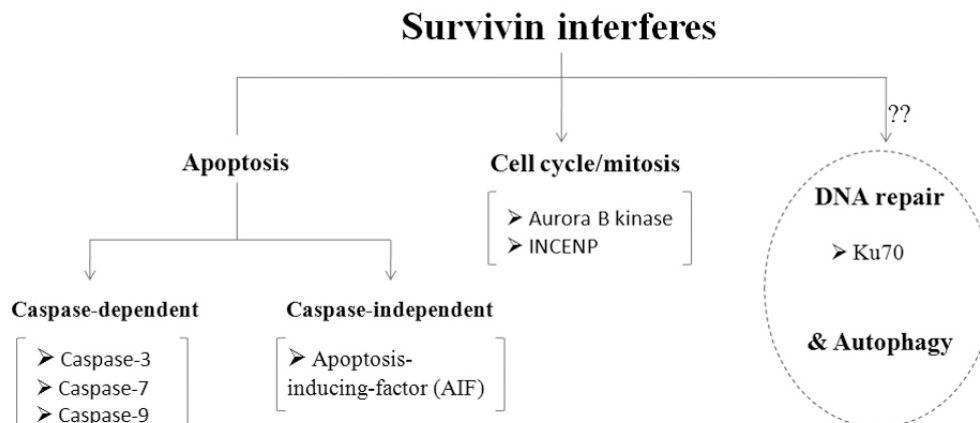 Survivin interferes
??
Apoptosis
Cell cycle/mitosis
➤ Aurora B kinase
➤ INCENP
DNA repair
➤ Ku70
& Autophagy
Caspase-dependent
➤ Caspase-3
➤ Caspase-7
➤ Caspase-9
Caspase-independent
➤ Apoptosis-
inducing-factor (AIF)